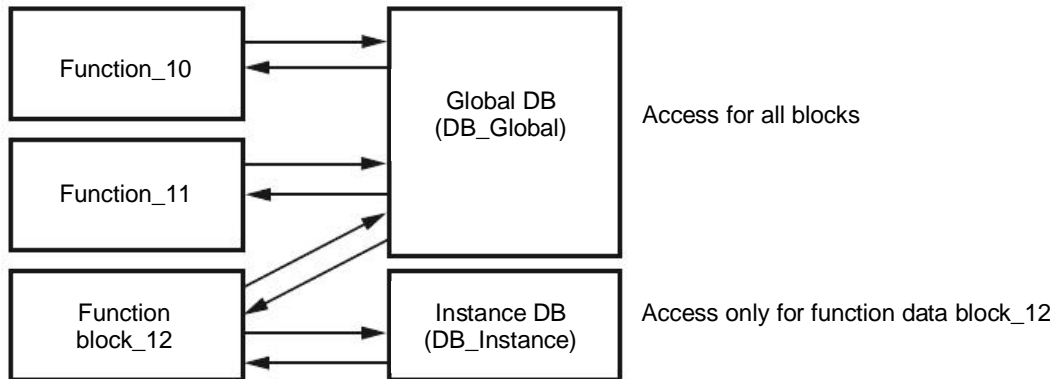 Function_10
Global DB
(DB_Global)
Access for all blocks
Function_11
Function
block_12
Instance DB
(DB_Instance)
Access only for function data block_12